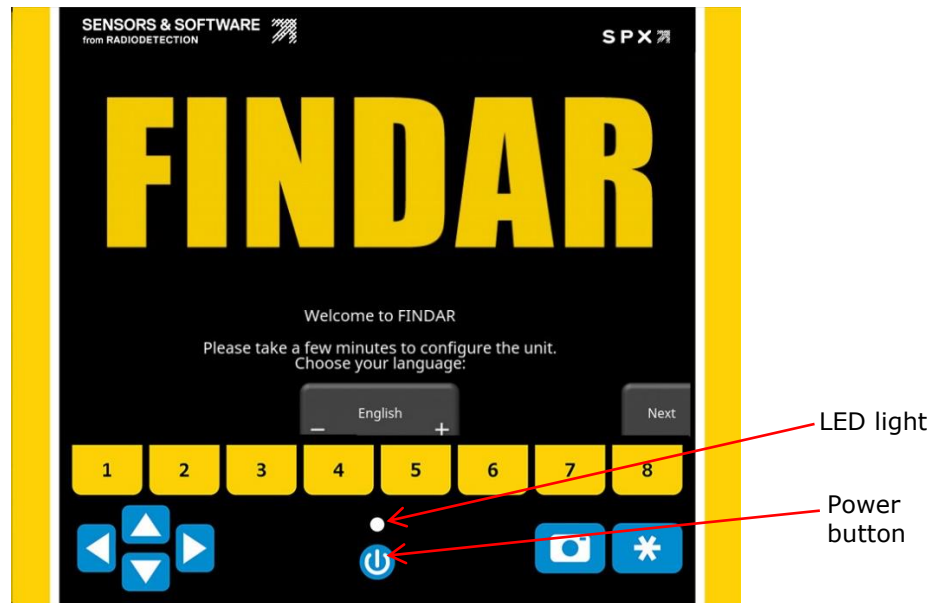 SENSORS & SOFTWARE
from RADIODETECTION
SPX
FINDAR
Welcome to FINDAR
Please take a few minutes to configure the unit.
Choose your language:
English
− +
Next
1 2 3 4 5 6 7 8
LED light
Power
button